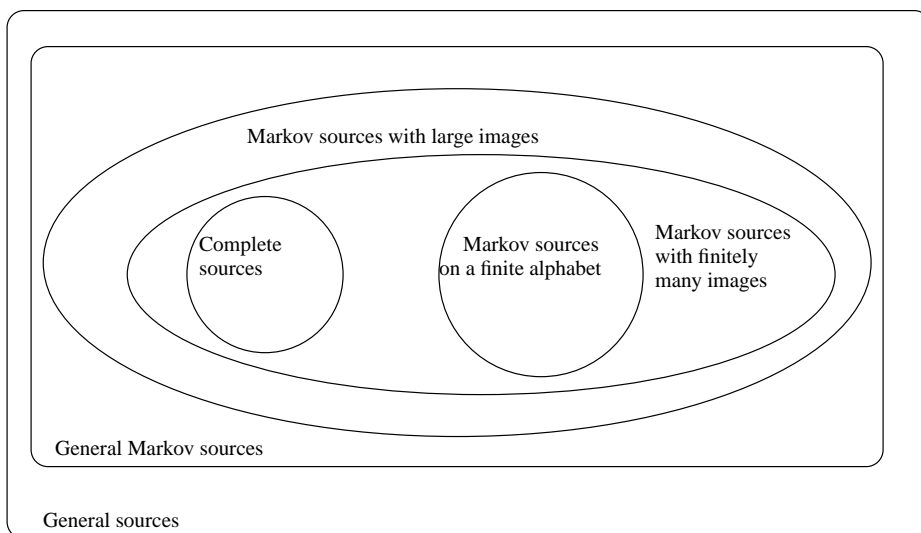 Markov sources with large images
Complete
sources
Markov sources
on a finite alphabet
Markov sources
with finitely
many images
General Markov sources
General sources